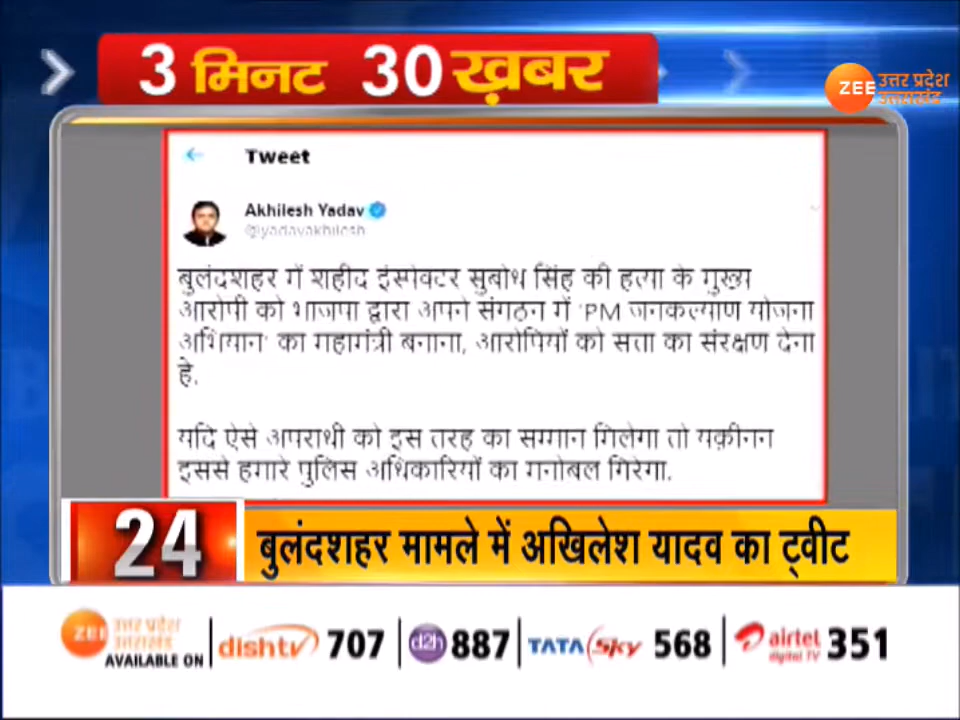 3 मिनट 30 ख़बर
ZEE उत्तर प्रदेश
उत्तराखंड
Tweet
Akhilesh Yadav
@yadavakhilesh
बुलंदशहर में शहीद इंस्पेक्टर सुबोध सिंह की हत्या के मुख्य
आरोपी को भाजपा द्वारा अपने संगठन में 'PM जनकल्याण योजना
अभियान' का महामंत्री बनाना, आरोपियों को सत्ता का संरक्षण देना
है.
यदि ऐसे अपराधी को इस तरह का सम्मान मिलेगा तो यक़ीनन
इससे हमारे पुलिस अधिकारियों का मनोबल गिरेगा.
24
बुलंदशहर मामले में अखिलेश यादव का ट्वीट
ZEE उत्तर प्रदेश
उत्तराखंड
AVAILABLE ON
dishtv 707
d2h 887
TATA Sky 568
airtel digital TV 351